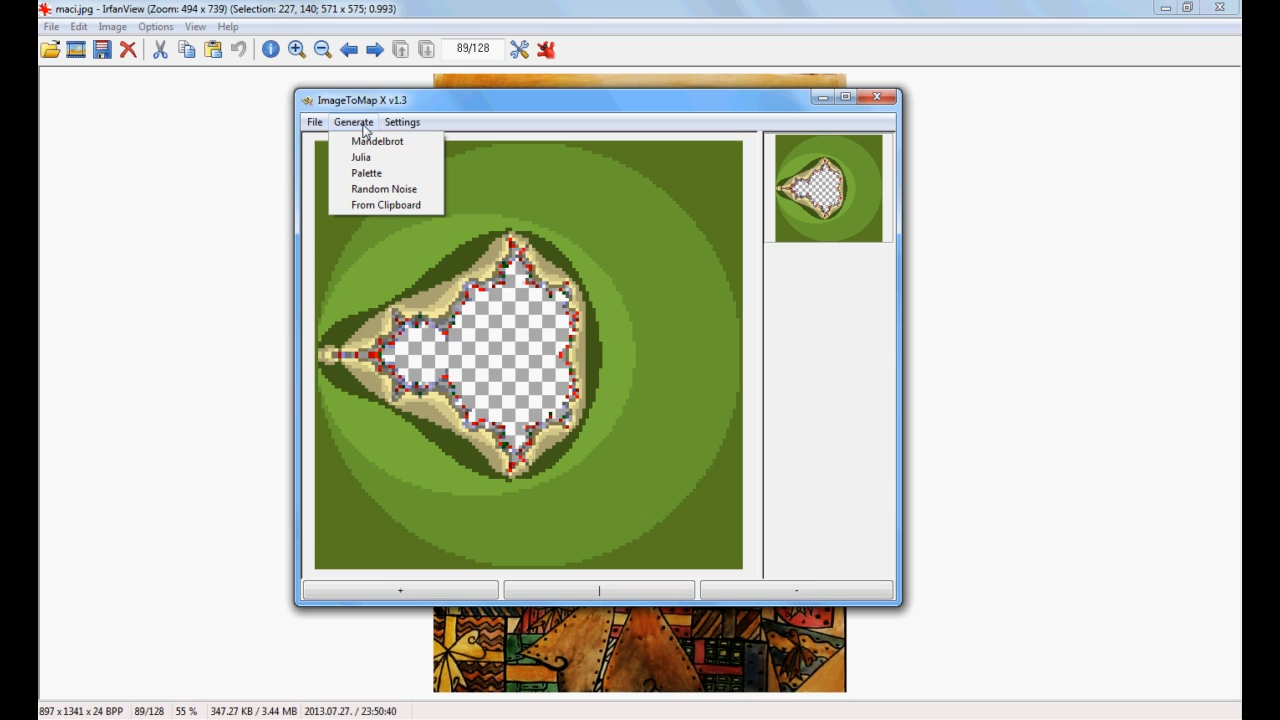 maci.jpg - IrfanView (Zoom: 494 x 739) (Selection: 227, 140; 571 x 575; 0.993)
File Edit Image Options View Help
89/128
ImageToMap X v1.3
File Generate Settings
Mandelbrot
Julia
Palette
Random Noise
From Clipboard
+ | -
897 x 1341 x 24 BPP 89/128 55 % 347.27 KB / 3.44 MB 2013.07.27. / 23:50:40